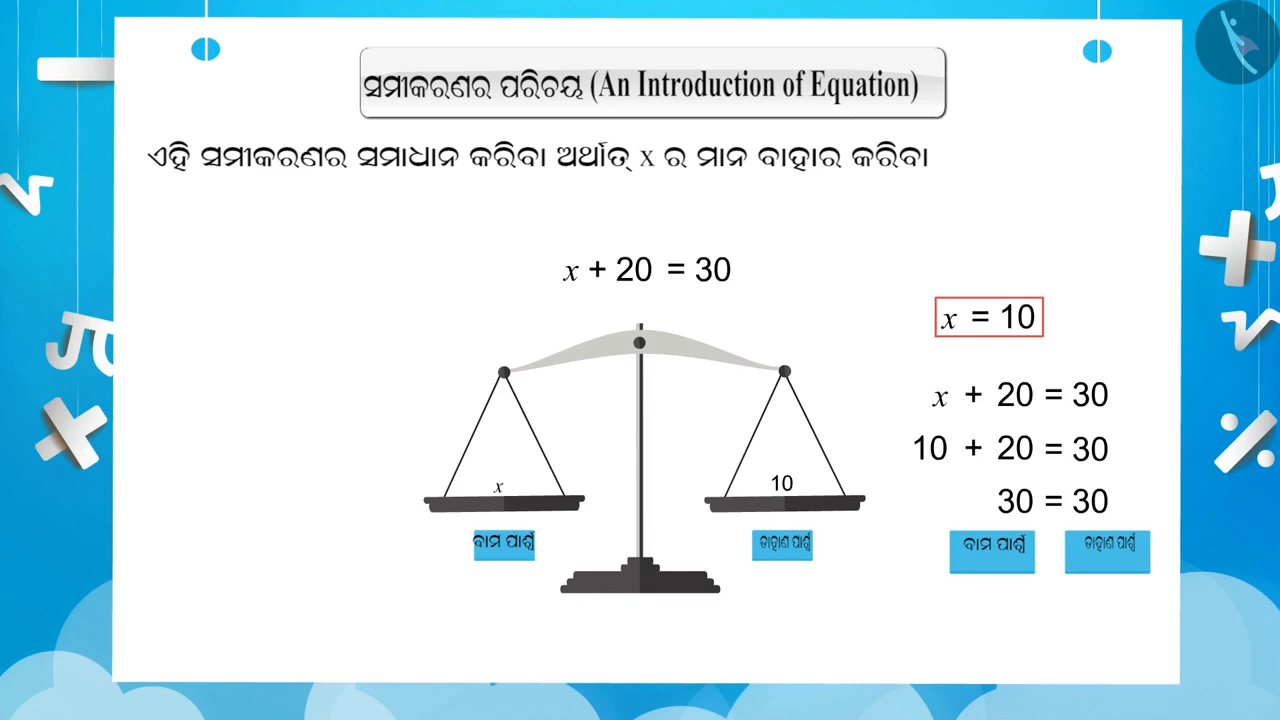 ସମୀକରଣର ପରିଚୟ (An Introduction of Equation)
ଏହି ସମୀକରଣର ସମାଧାନ କରିବା ଅର୍ଥାତ୍ x ର ମାନ ବାହାର କରିବା
x + 20 = 30
x = 10
x + 20 = 30
10 + 20 = 30
30 = 30
x
10
ବାମ ପାର୍ଶ୍ଵ
ଡାହାଣ ପାର୍ଶ୍ଵ
ବାମ ପାର୍ଶ୍ଵ
ଡାହାଣ ପାର୍ଶ୍ଵ